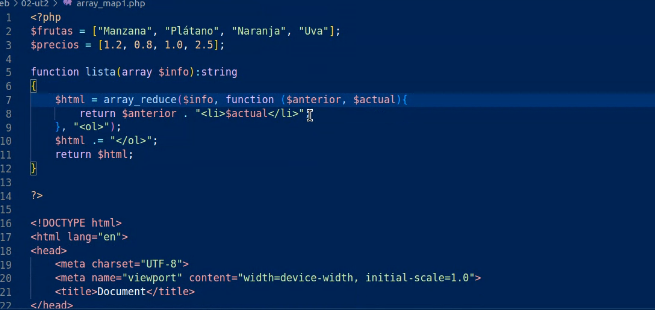 eb > 02-ut2 > array_map1.php
1 <?php
2 $frutas = ["Manzana", "Plátano", "Naranja", "Uva"];
3 $precios = [1.2, 0.8, 1.0, 2.5];
4
5 function lista(array $info):string
6 {
7 $html = array_reduce($info, function ($anterior, $actual){
8 return $anterior . "<li>$actual</li>";
9 }, "<ol>");
10 $html .= "</ol>";
11 return $html;
12 }
13
14 ?>
15
16 <!DOCTYPE html>
17 <html lang="en">
18 <head>
19 <meta charset="UTF-8">
20 <meta name="viewport" content="width=device-width, initial-scale=1.0">
21 <title>Document</title>
22 </head>